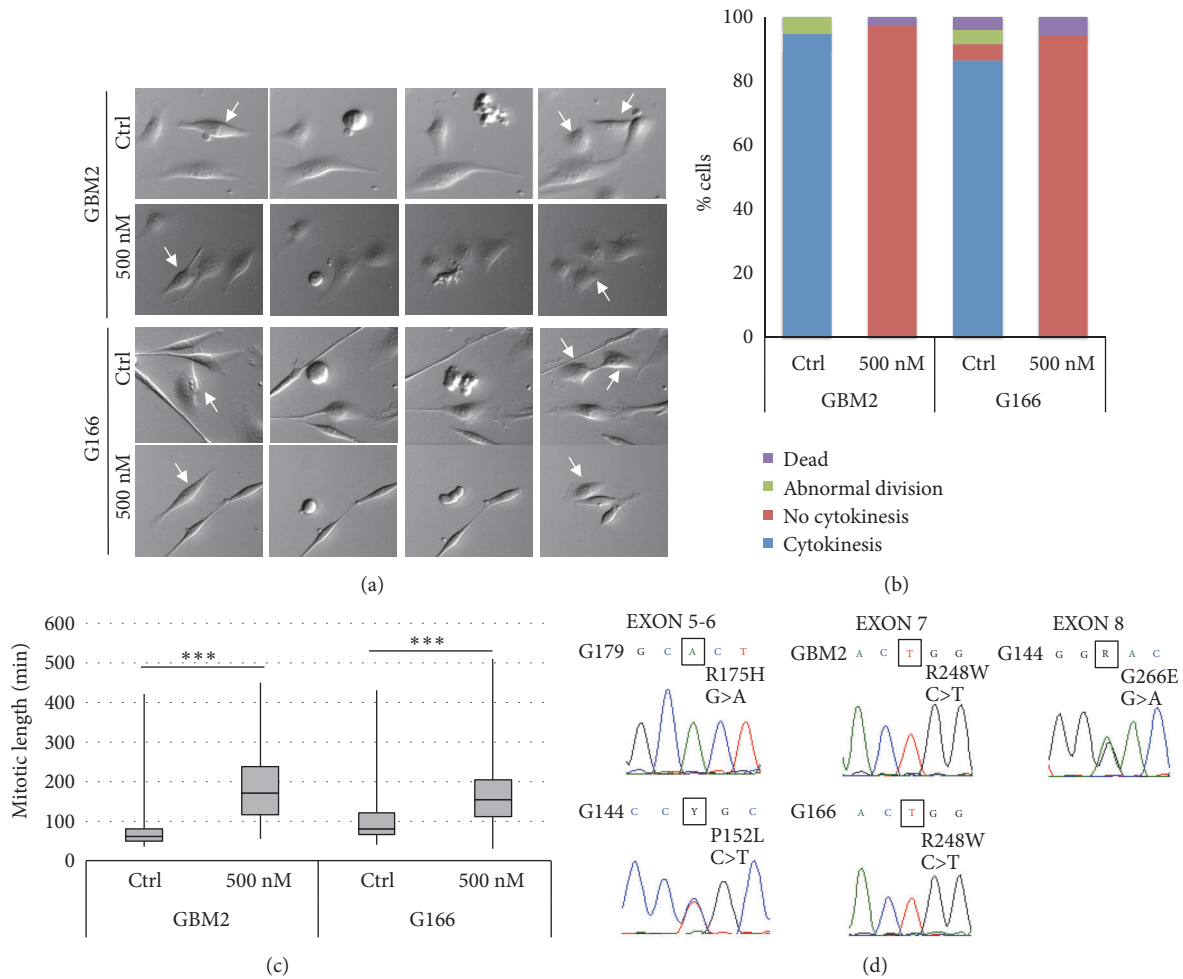 GBM2
Ctrl
500 nM
G166
Ctrl
500 nM
(a)
% cells
100
80
60
40
20
0
Ctrl 500 nM Ctrl 500 nM
GBM2 G166
Dead
Abnormal division
No cytokinesis
Cytokinesis
(b)
Mitotic length (min)
600
500
400
300
200
100
0
***
***
Ctrl 500 nM Ctrl 500 nM
GBM2 G166
(c)
EXON 5-6
G179 G C A C T
R175H
G>A
EXON 7
GBM2 A C T G G
R248W
C>T
EXON 8
G144 G G R A C
G266E
G>A
G144 C C Y G C
P152L
C>T
G166 A C T G G
R248W
C>T
(d)